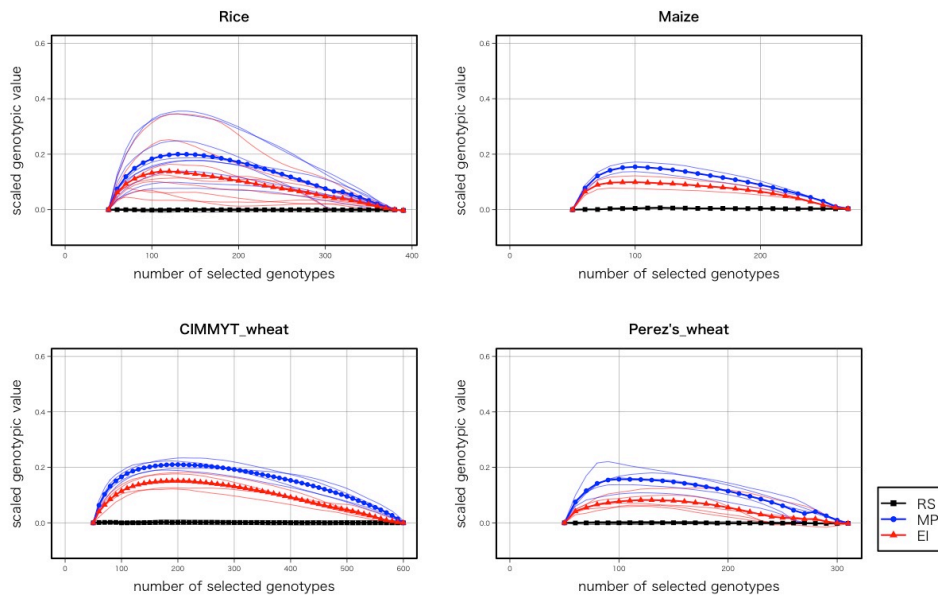 Rice
scaled genotypic value
0.6
0.4
0.2
0.0
0 100 200 300 400
number of selected genotypes
Maize
scaled genotypic value
0.6
0.4
0.2
0.0
0 100 200
number of selected genotypes
CIMMYT_wheat
scaled genotypic value
0.6
0.4
0.2
0.0
0 100 200 300 400 500 600
number of selected genotypes
Perez's_wheat
scaled genotypic value
0.6
0.4
0.2
0.0
0 100 200 300
number of selected genotypes
RS
MP
EI